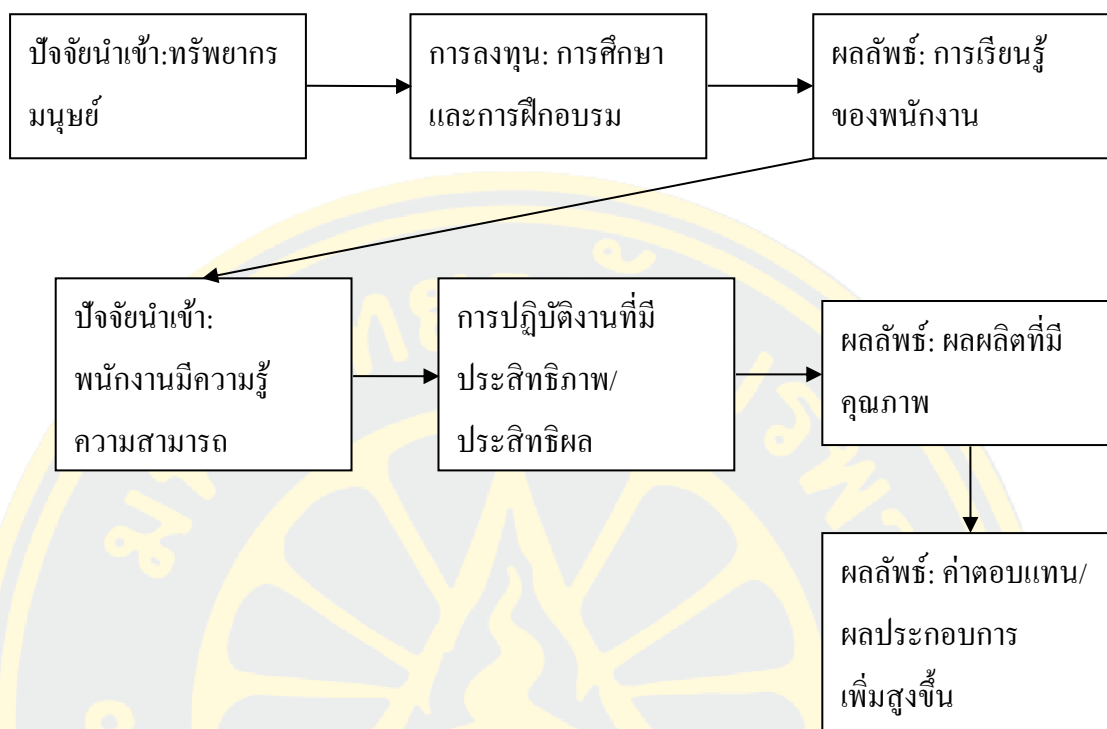 ปัจจัยนำเข้า:ทรัพยากร
มนุษย์
การลงทุน: การศึกษา
และการฝึกอบรม
ผลลัพธ์: การเรียนรู้
ของพนักงาน
ปัจจัยนำเข้า:
พนักงานมีความรู้
ความสามารถ
การปฏิบัติงานที่มี
ประสิทธิภาพ/
ประสิทธิผล
ผลลัพธ์: ผลผลิตที่มี
คุณภาพ
ผลลัพธ์: ค่าตอบแทน/
ผลประกอบการ
เพิ่มสูงขึ้น